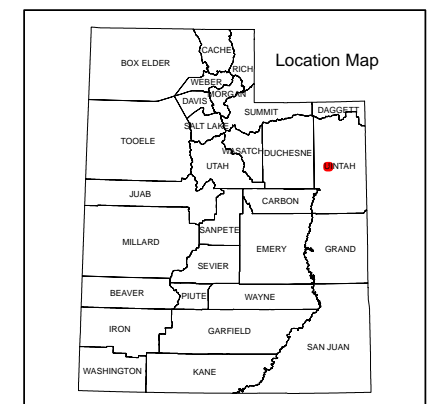 CACHE
Location Map
BOX ELDER
RICH
WEBER
MORGAN
DAVIS
DAGGETT
SUMMIT
SALT LAKE
TOOELE
WASATCH
DUCHESNE
UTAH
UINTAH
JUAB
CARBON
SANPETE
MILLARD
EMERY
GRAND
SEVIER
BEAVER
PIUTE
WAYNE
IRON
GARFIELD
SAN JUAN
WASHINGTON
KANE